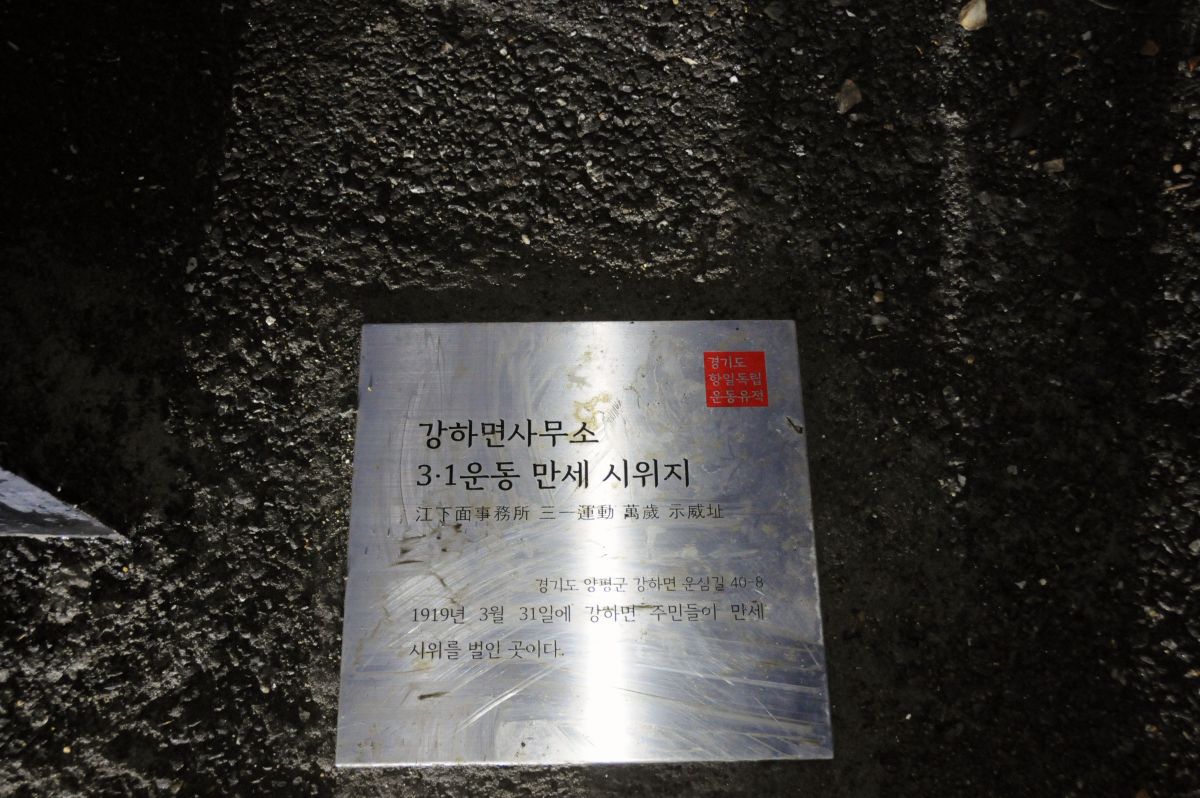 경기도
항일독립
운동유적
강하면사무소
3·1운동 만세 시위지
江下面事務所 三一運動 萬歲 示威址
경기도 양평군 강하면 운심길 40-8
1919년 3월 31일에 강하면 주민들이 만세
시위를 벌인 곳이다.